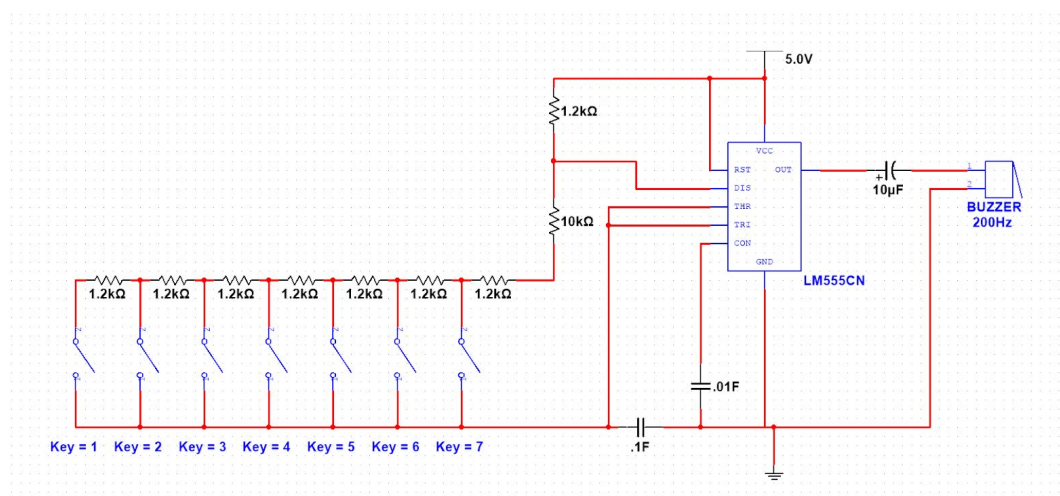 5.0V
1.2kΩ
VCC
RST OUT
DIS
THR
TRI
CON
GND
LM555CN
10kΩ
+
10µF
1
2
BUZZER
200Hz
1.2kΩ 1.2kΩ 1.2kΩ 1.2kΩ 1.2kΩ 1.2kΩ 1.2kΩ
.01F
.1F
Key = 1 Key = 2 Key = 3 Key = 4 Key = 5 Key = 6 Key = 7